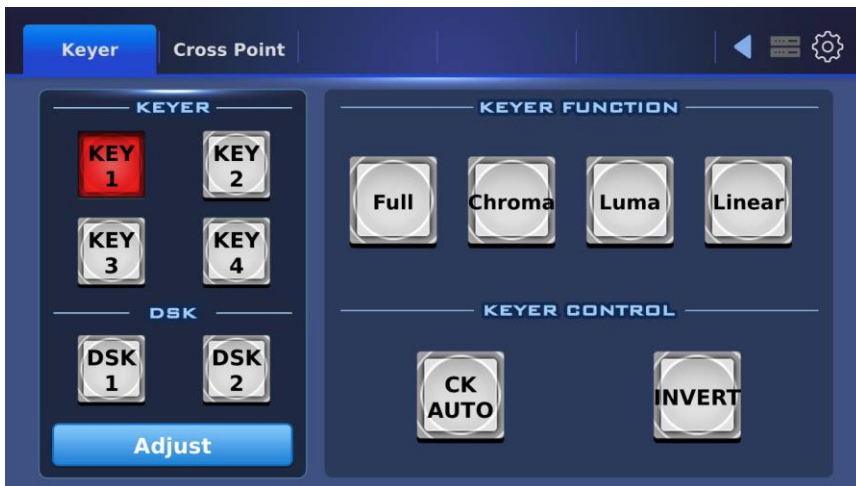 Keyer
Cross Point
KEYER
KEY
1
KEY
2
KEY
3
KEY
4
DSK
DSK
1
DSK
2
Adjust
KEYER FUNCTION
Full
Chroma
Luma
Linear
KEYER CONTROL
CK
AUTO
INVERT